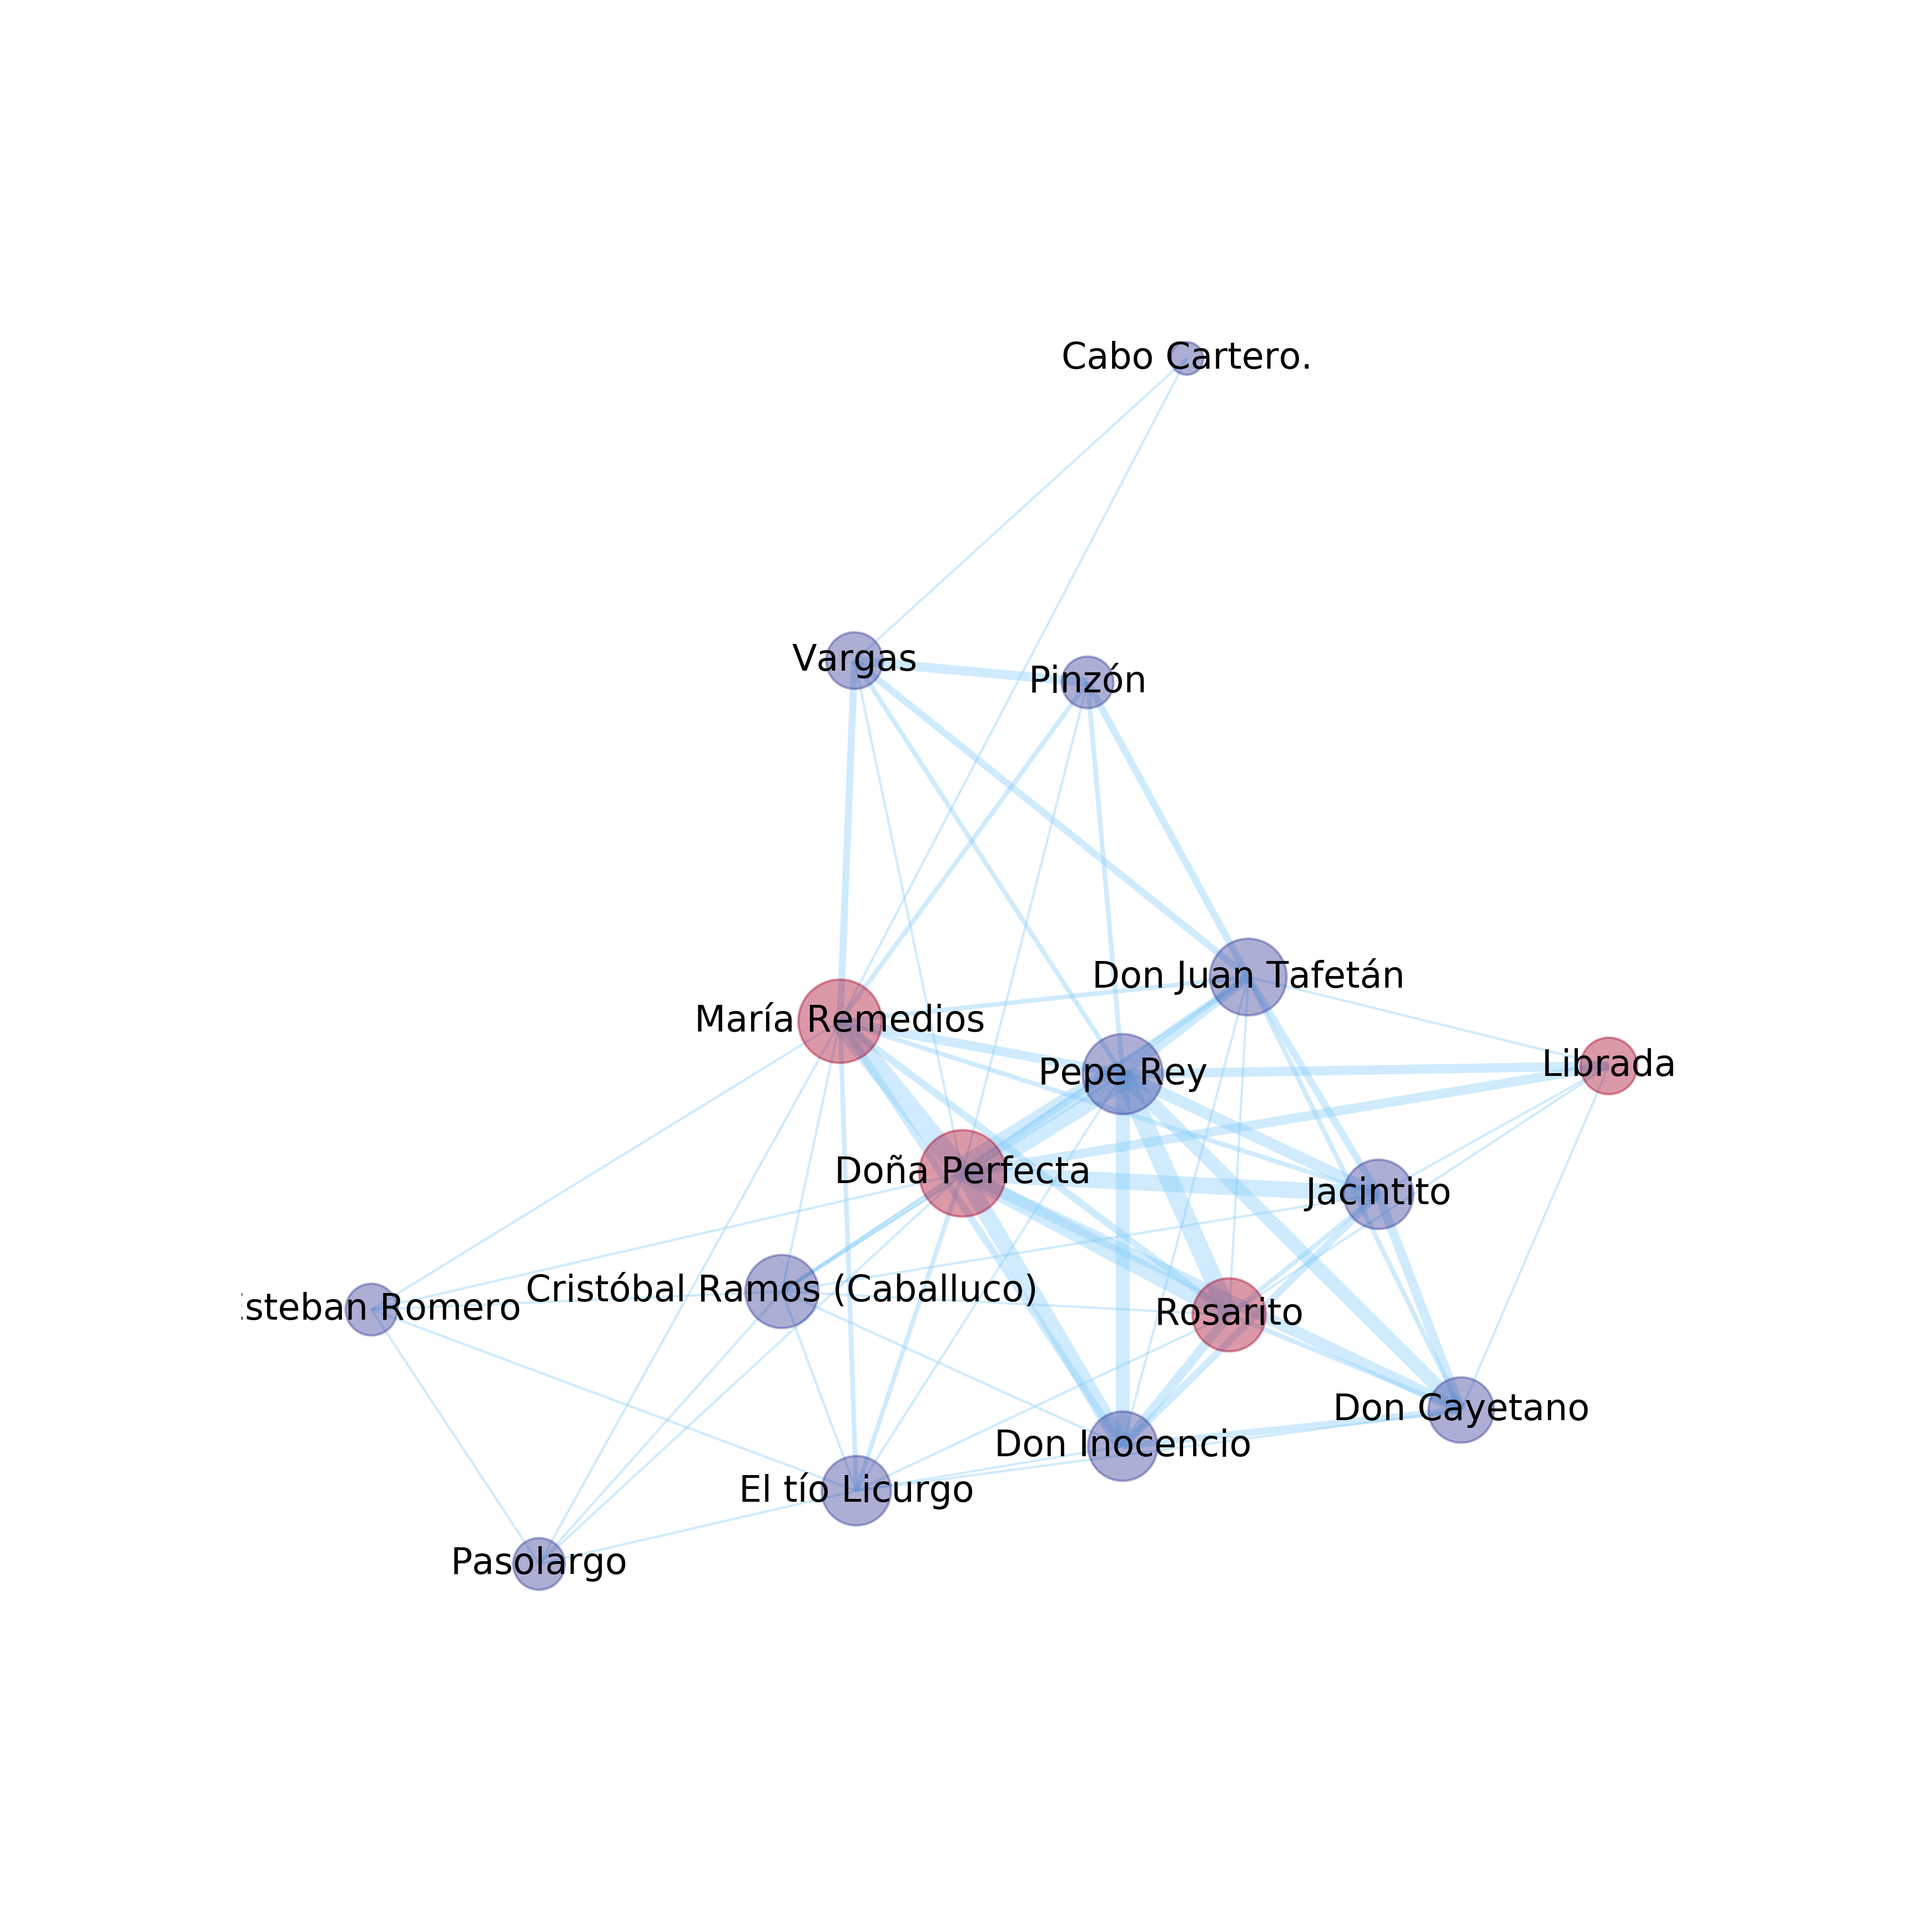 Cabo Cartero.
Vargas
Pinzón
Don Juan Tafetán
María Remedios
Pepe Rey
Librada
Doña Perfecta
Jacintito
Cristóbal Ramos (Caballuco)
steban Romero
Rosarito
Don Cayetano
Don Inocencio
El tío Licurgo
Pasolargo